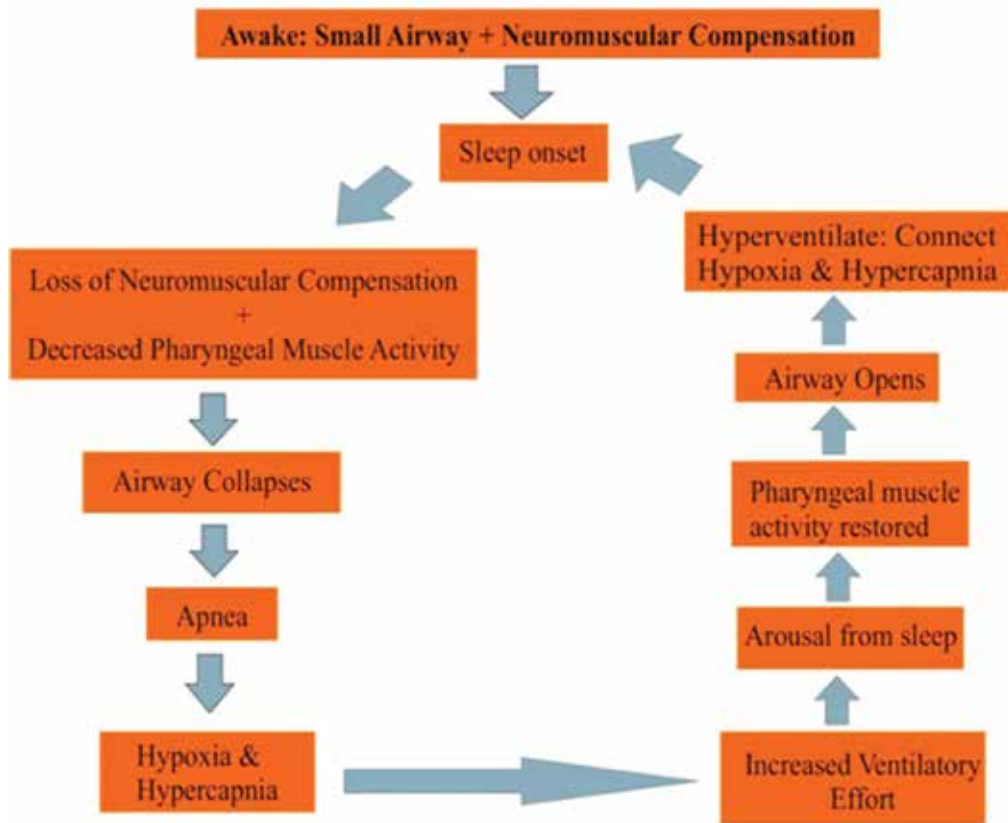 Awake: Small Airway + Neuromuscular Compensation
Sleep onset
Loss of Neuromuscular Compensation
+
Decreased Pharyngeal Muscle Activity
Airway Collapses
Apnea
Hypoxia &
Hypercapnia
Increased Ventilatory
Effort
Arousal from sleep
Pharyngeal muscle
activity restored
Airway Opens
Hyperventilate: Connect
Hypoxia & Hypercapnia